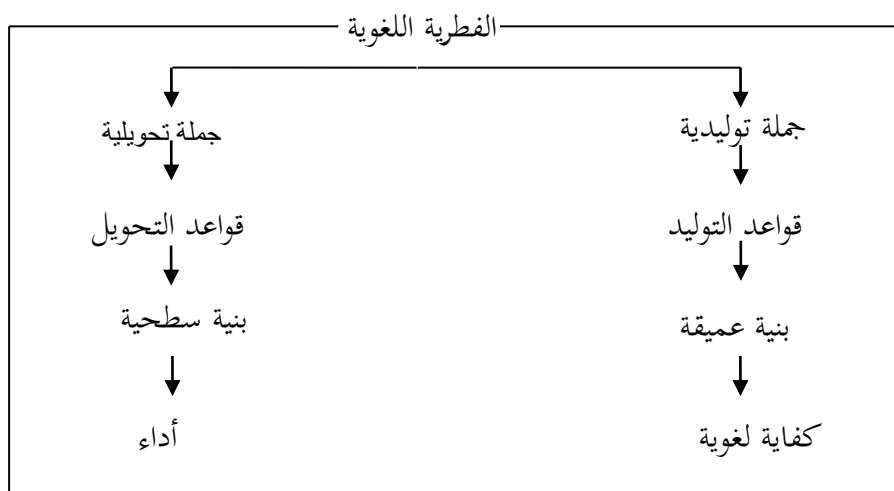 الفطرية اللغوية
جملة توليدية
جملة تحويلية
قواعد التوليد
قواعد التحويل
بنية عميقة
بنية سطحية
كفاية لغوية
أداء